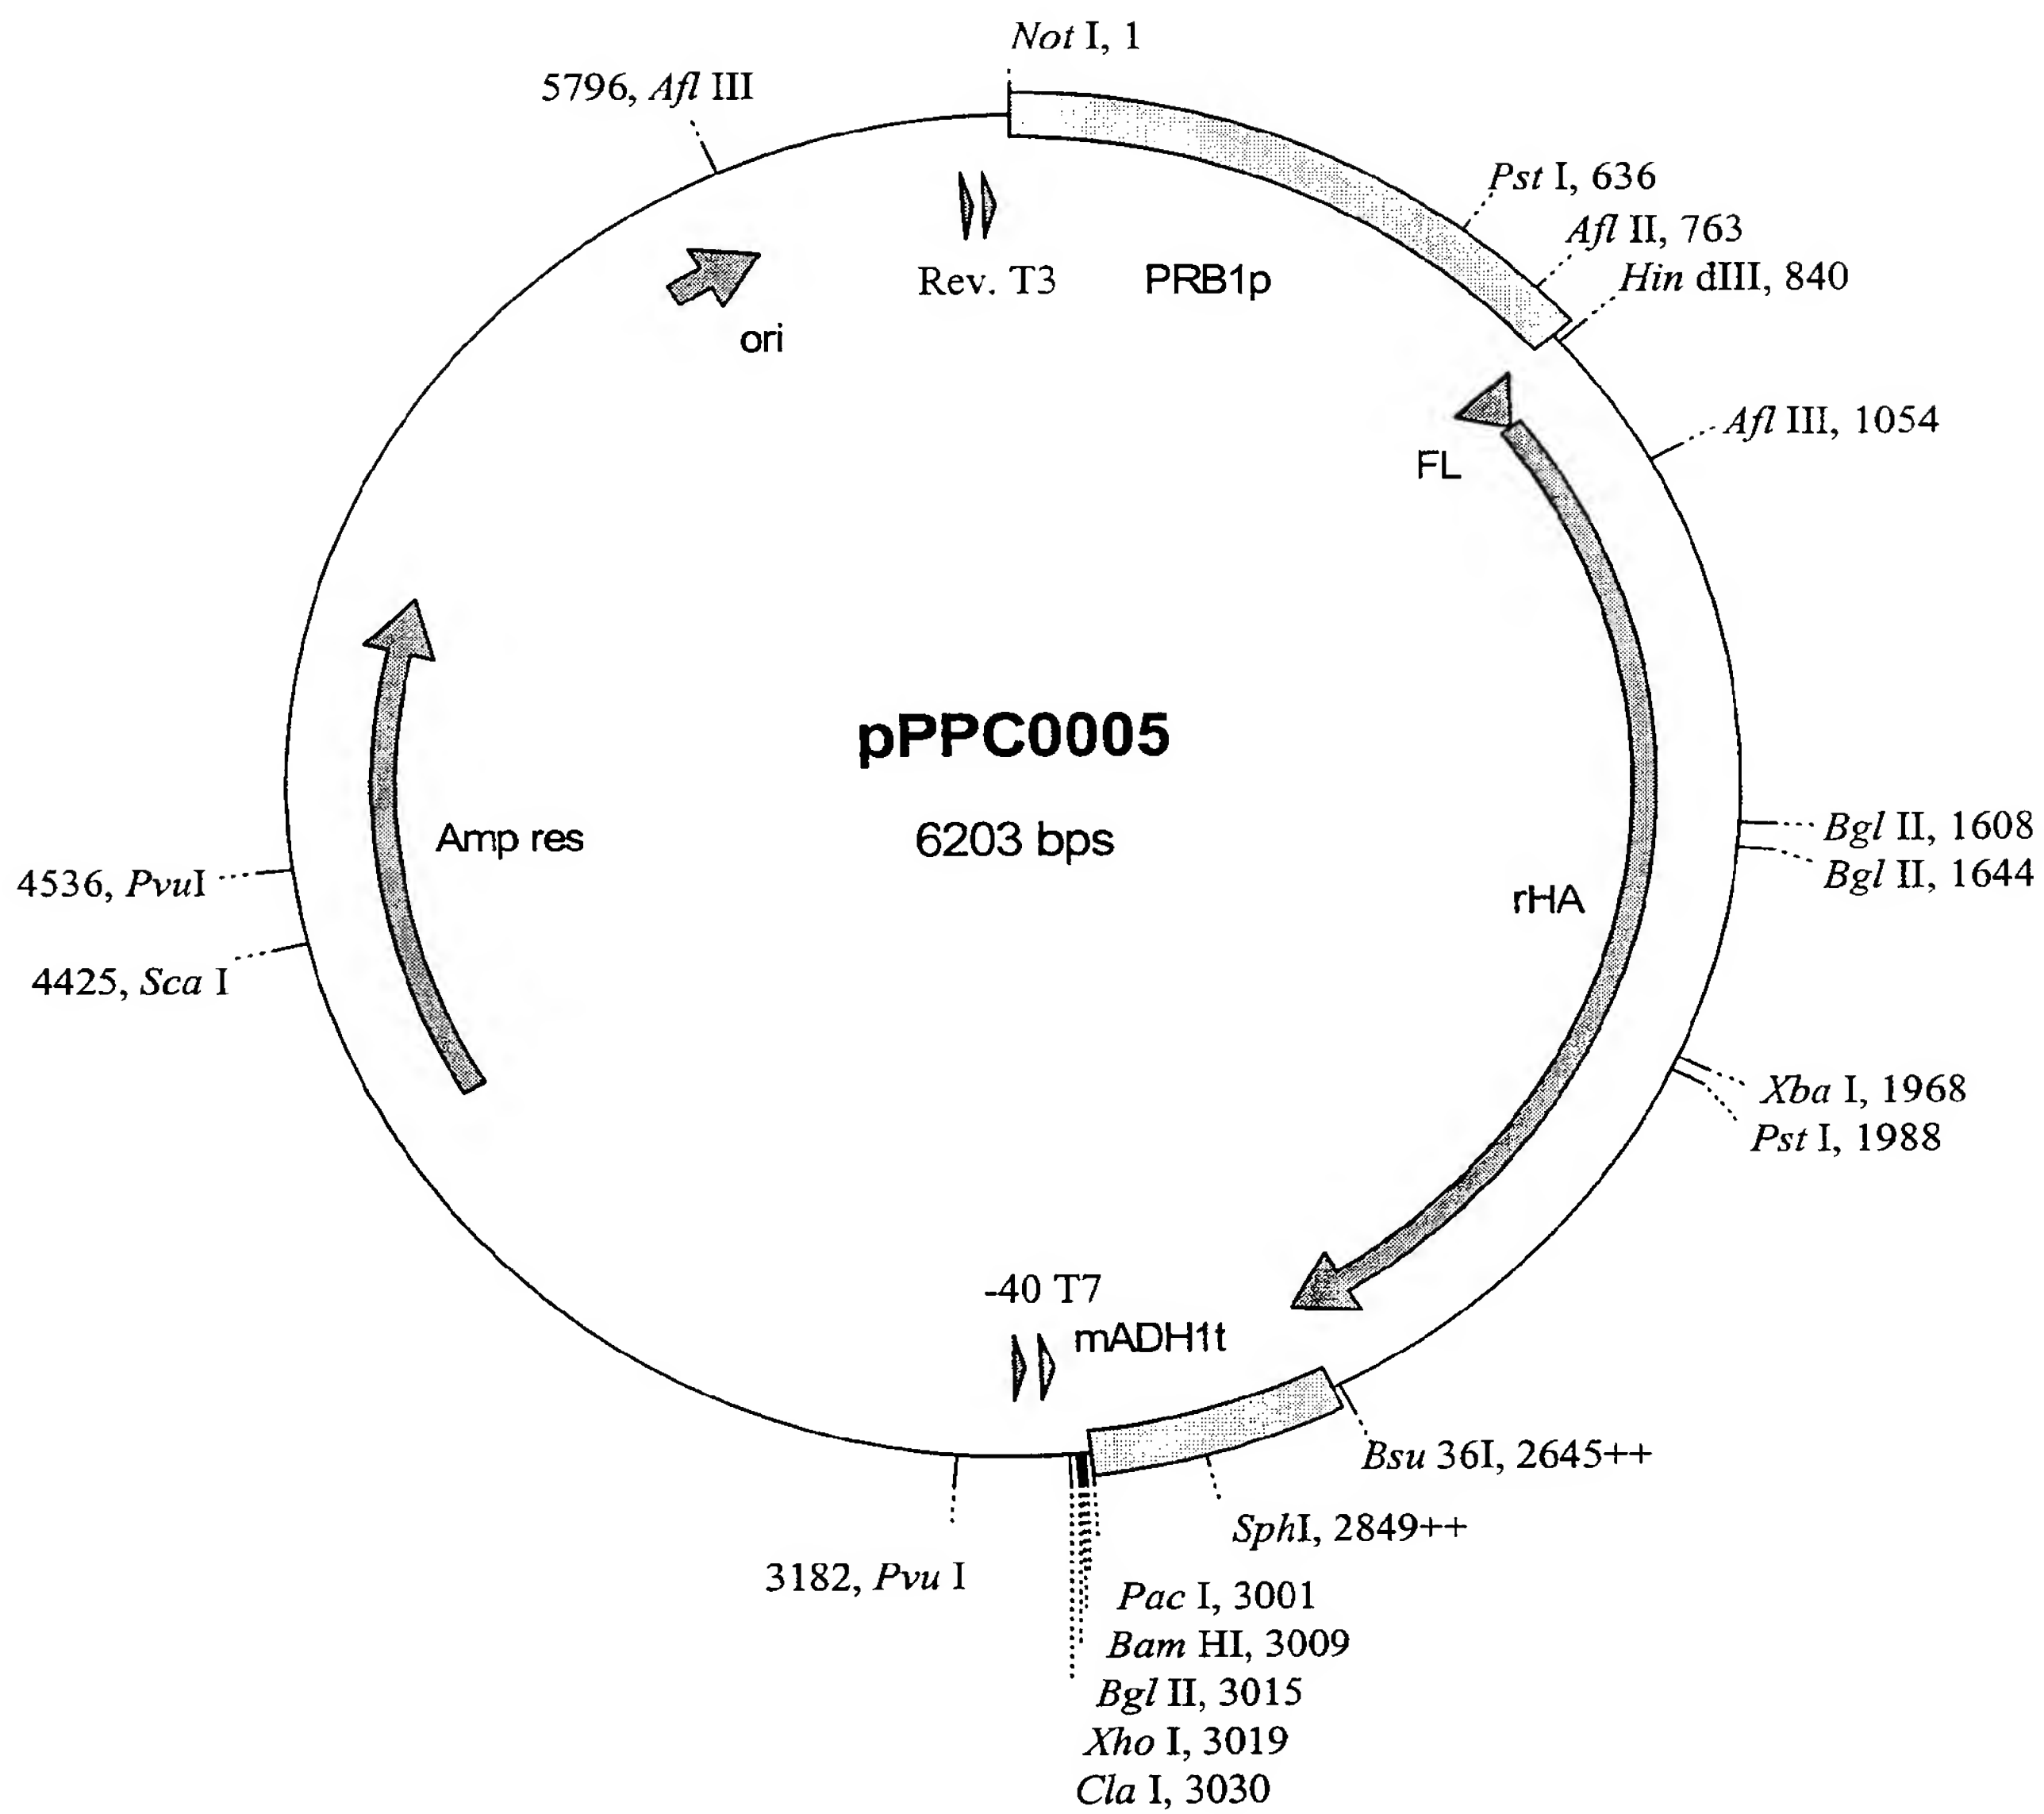 Not I, 1
5796, Afl III
Pst I, 636
Afl II, 763
Hin dIII, 840
Rev. T3
PRB1p
ori
Afl III, 1054
FL
pPPC0005
6203 bps
Amp res
Bgl II, 1608
Bgl II, 1644
4536, PvuI
rHA
4425, Sca I
Xba I, 1968
Pst I, 1988
-40 T7
mADH1t
Bsu 36I, 2645++
SphI, 2849++
3182, Pvu I
Pac I, 3001
Bam HI, 3009
Bgl II, 3015
Xho I, 3019
Cla I, 3030